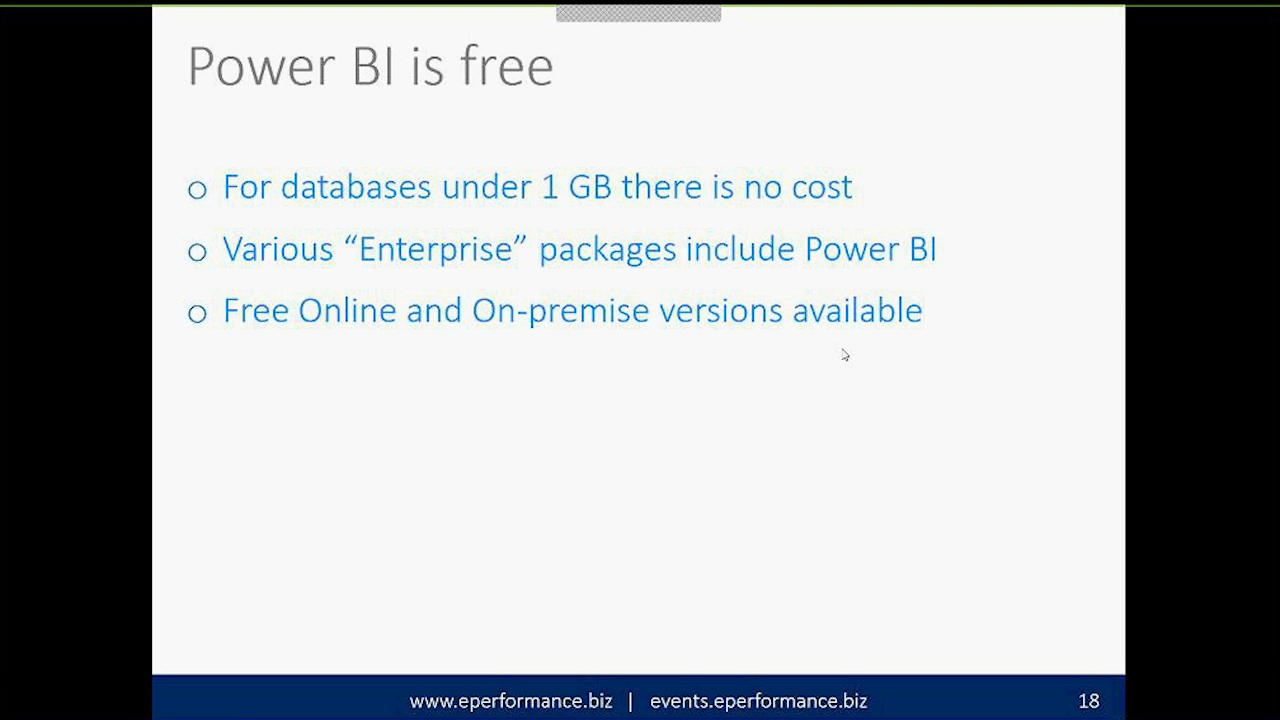 Power BI is free
For databases under 1 GB there is no cost
Various “Enterprise” packages include Power BI
Free Online and On-premise versions available
www.eperformance.biz | events.eperformance.biz
18